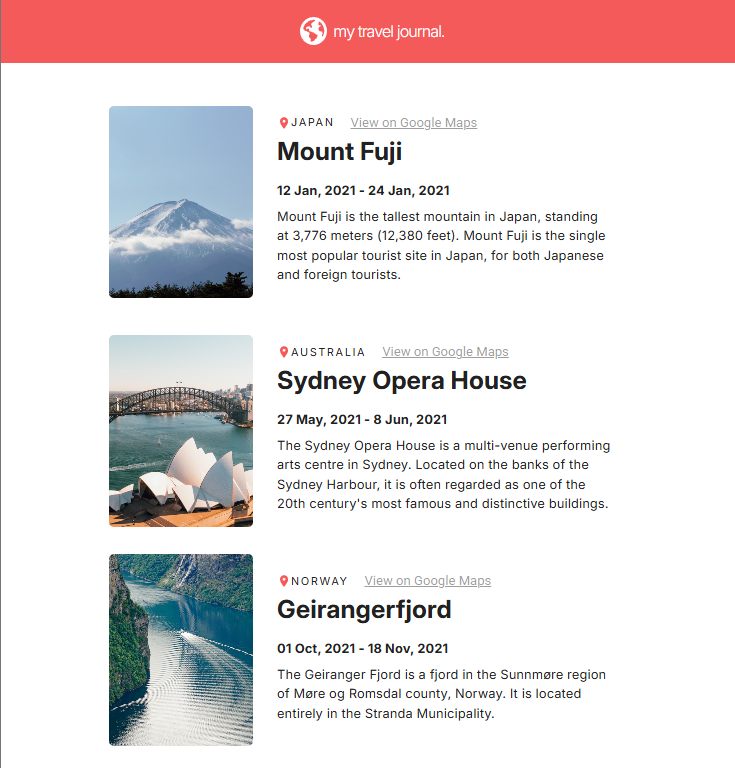 my travel journal.
JAPAN View on Google Maps
Mount Fuji
12 Jan, 2021 - 24 Jan, 2021
Mount Fuji is the tallest mountain in Japan, standing
at 3,776 meters (12,380 feet). Mount Fuji is the single
most popular tourist site in Japan, for both Japanese
and foreign tourists.
AUSTRALIA View on Google Maps
Sydney Opera House
27 May, 2021 - 8 Jun, 2021
The Sydney Opera House is a multi-venue performing
arts centre in Sydney. Located on the banks of the
Sydney Harbour, it is often regarded as one of the
20th century's most famous and distinctive buildings.
NORWAY View on Google Maps
Geirangerfjord
01 Oct, 2021 - 18 Nov, 2021
The Geiranger Fjord is a fjord in the Sunnmøre region
of Møre og Romsdal county, Norway. It is located
entirely in the Stranda Municipality.